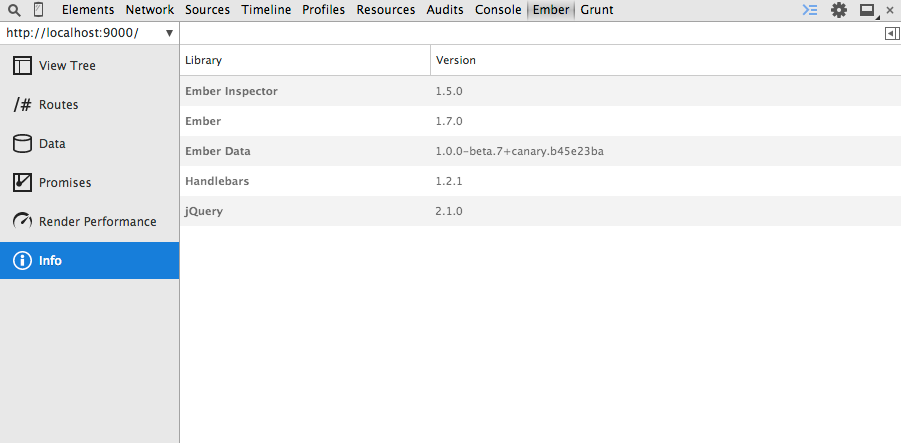 Elements Network Sources Timeline Profiles Resources Audits Console Ember Grunt
http://localhost:9000/
View Tree
/# Routes
Data
Promises
Render Performance
Info
Library Version
Ember Inspector 1.5.0
Ember 1.7.0
Ember Data 1.0.0-beta.7+canary.b45e23ba
Handlebars 1.2.1
jQuery 2.1.0